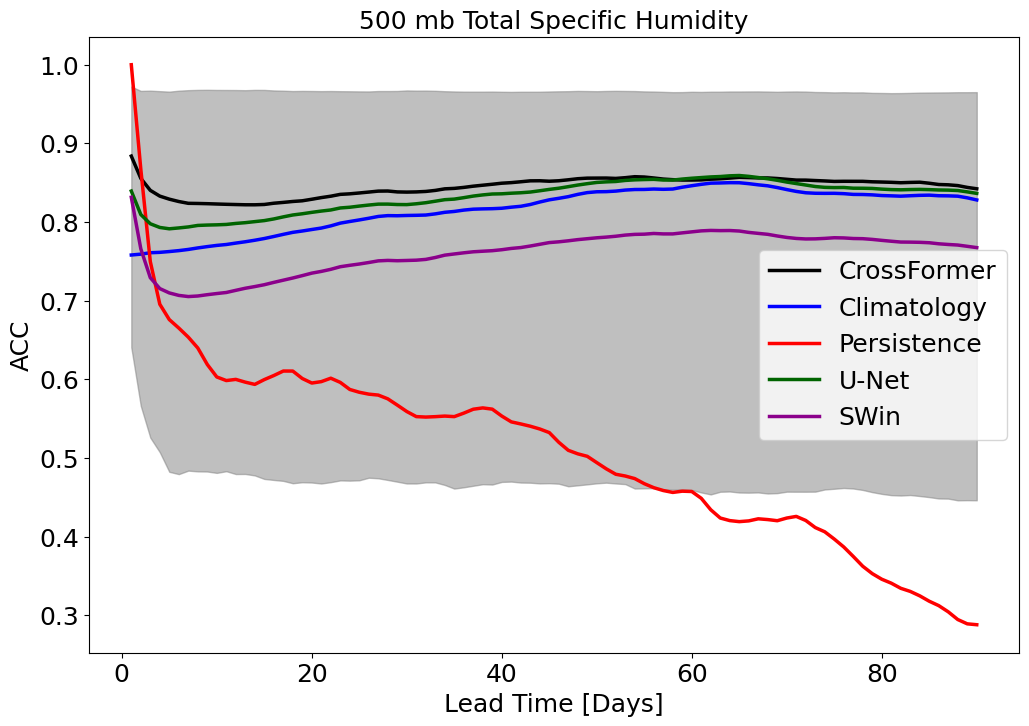 500 mb Total Specific Humidity
ACC
1.0
0.9
0.8
0.7
0.6
0.5
0.4
0.3
CrossFormer
Climatology
Persistence
U-Net
SWin
0 20 40 60 80
Lead Time [Days]